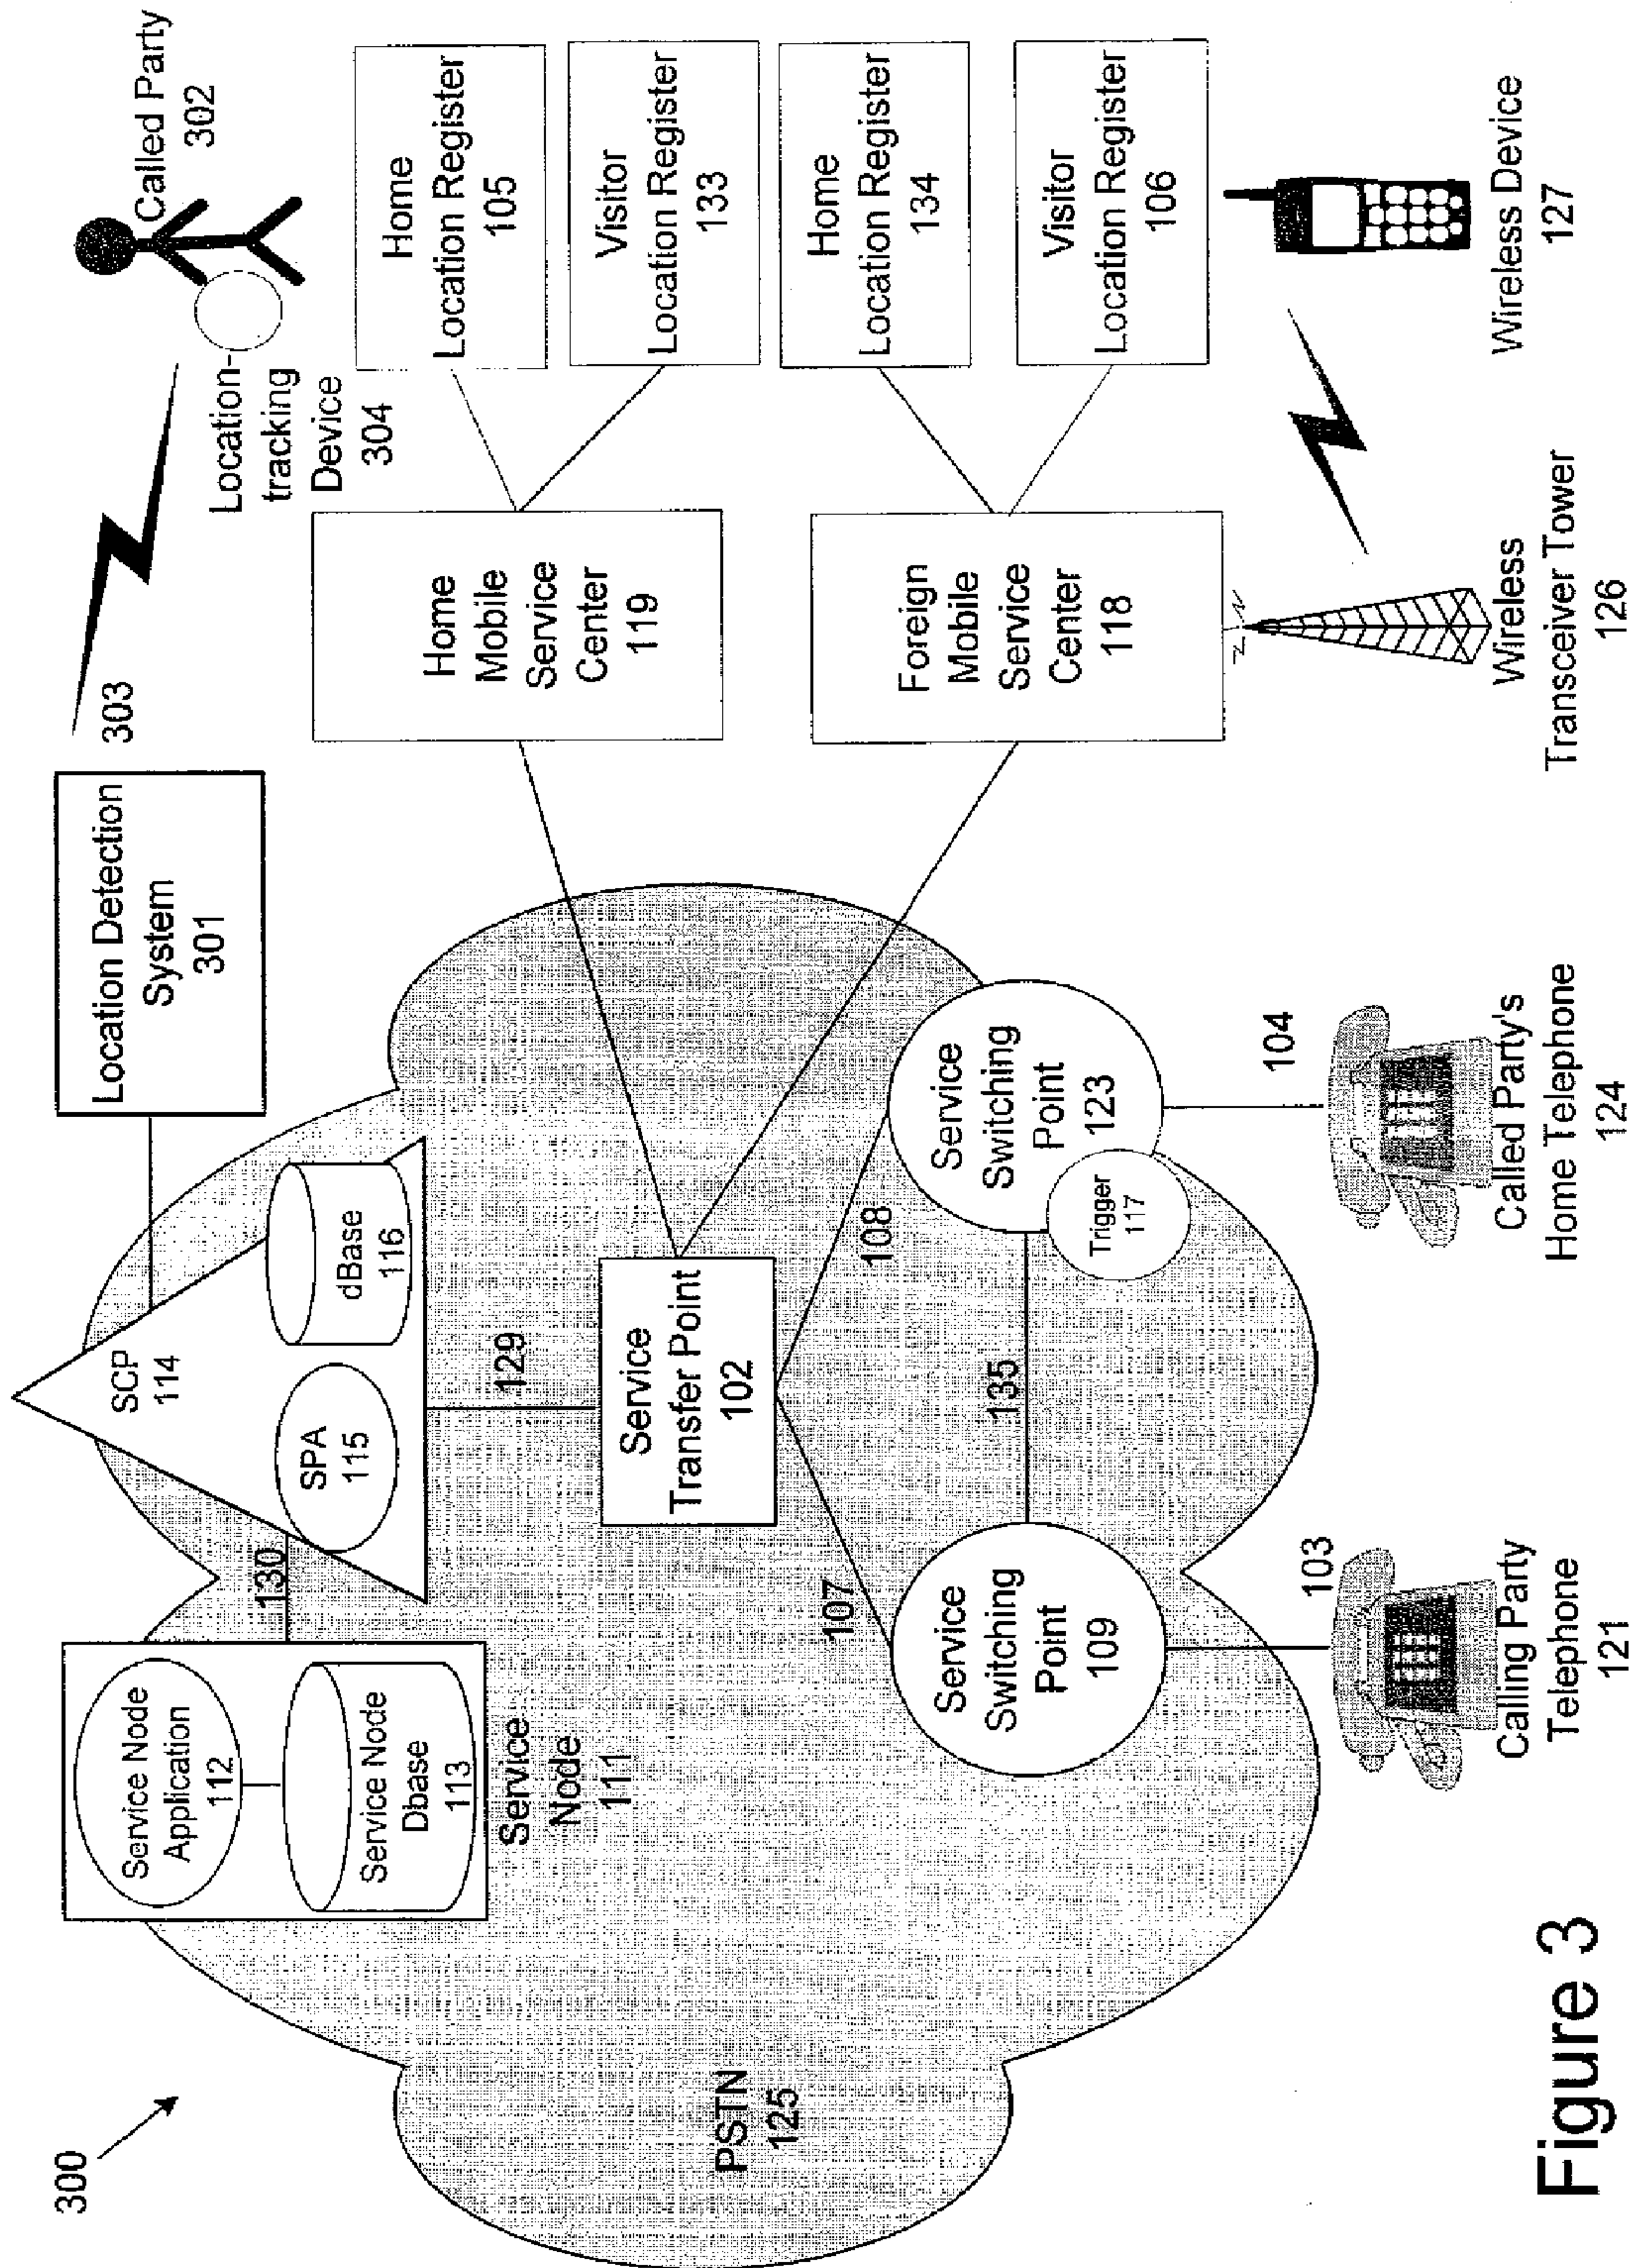 300
Service Node
Application
112
Service Node
Dbase
113
Service
Node
111
130
SCP
114
SPA
115
dBase
116
129
Location Detection
System
301
303
Called Party
302
Location-
tracking
Device
304
Home
Location Register
105
Visitor
Location Register
133
Home
Location Register
134
Visitor
Location Register
106
Home
Mobile
Service
Center
119
Foreign
Mobile
Service
Center
118
Service
Transfer Point
102
PSTN
125
107
108
135
Service
Switching
Point
109
Service
Switching
Point
123
Trigger
117
103
104
Calling Party
Telephone
121
Called Party's
Home Telephone
124
Wireless
Transceiver Tower
126
Wireless Device
127
Figure 3